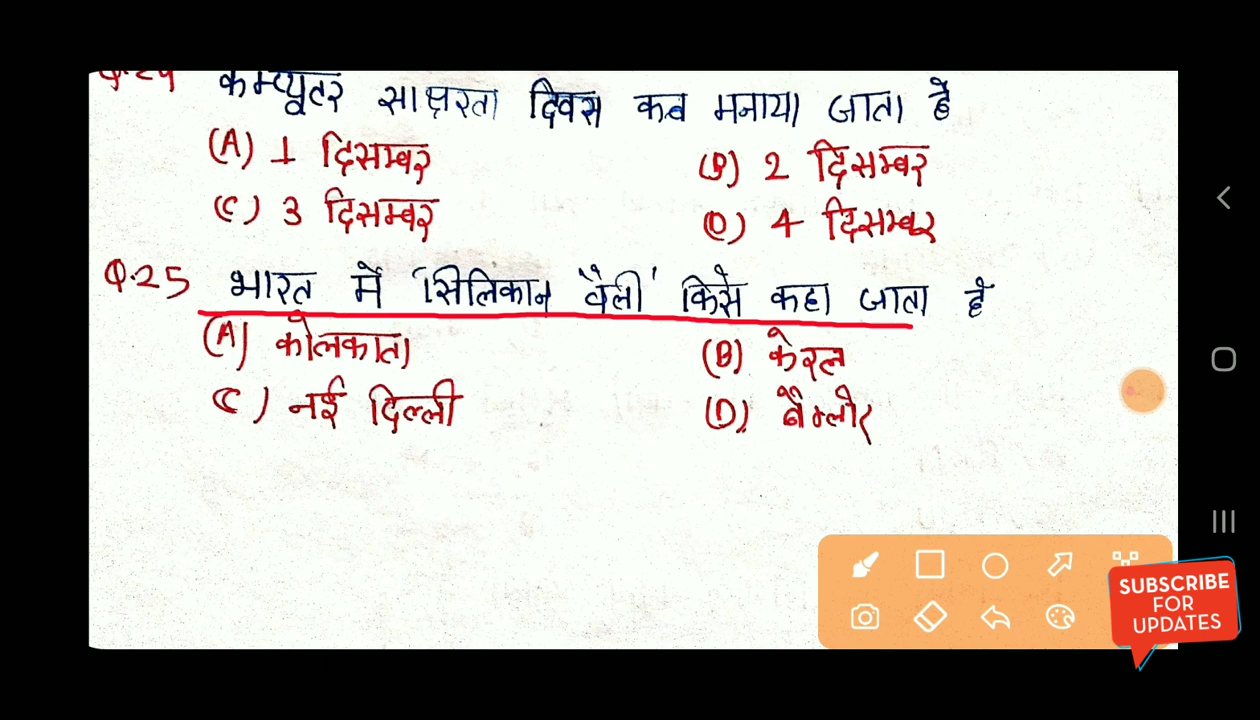 Q.24 कम्प्यूटर साक्षरता दिवस कब मनाया जाता है
(A) 1 दिसम्बर (B) 2 दिसम्बर
(C) 3 दिसम्बर (D) 4 दिसम्बर
Q.25 भारत में 'सिलिकान वैली' किसे कहा जाता है
(A) कोलकाता (B) केरल
(C) नई दिल्ली (D) बैंग्लोर
SUBSCRIBE
FOR
UPDATES